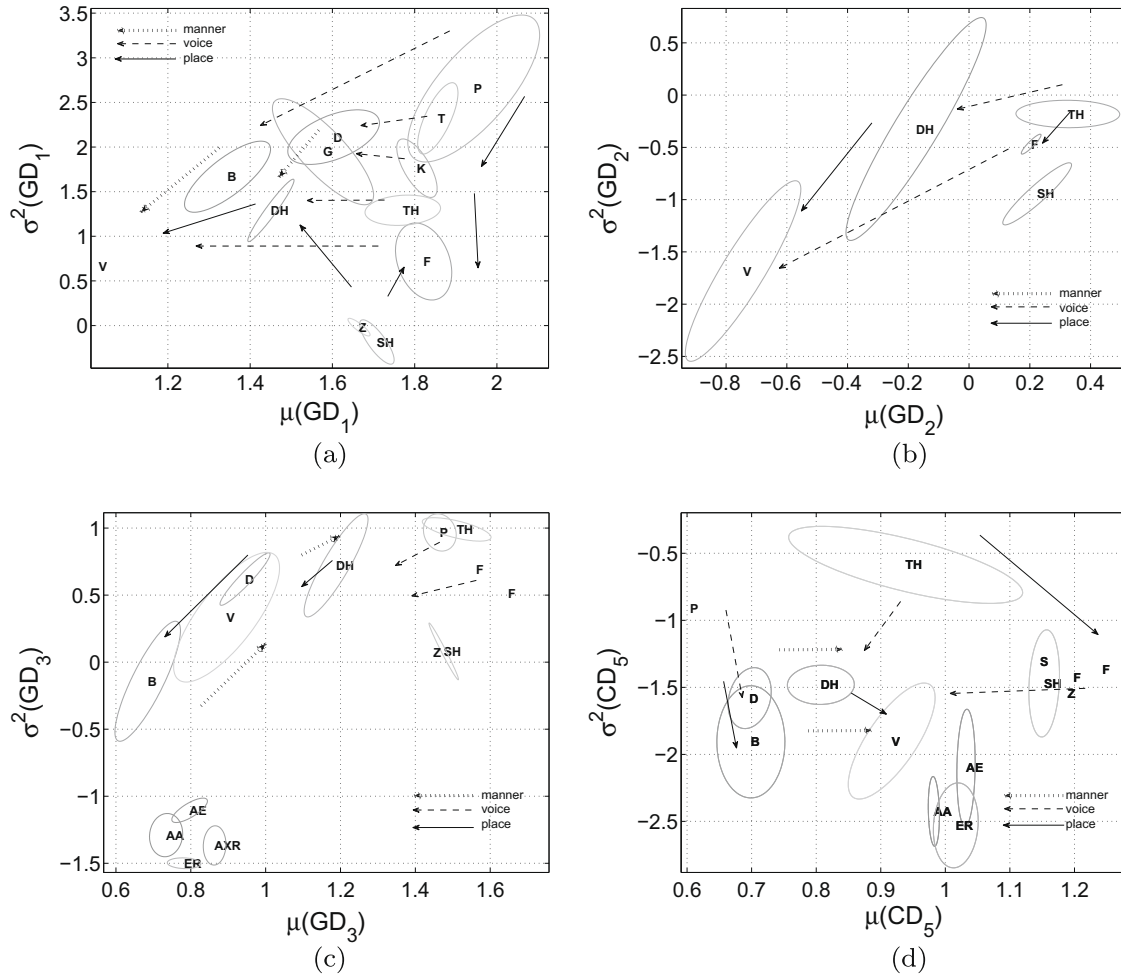 3.5
3
2.5
2
1.5
1
0.5
0
σ²(GD₁)
manner
voice
place
P
T
D
G
K
B
DH
TH
V
F
Z
SH
1.2 1.4 1.6 1.8 2
μ(GD₁)
(a)
0.5
0
−0.5
−1
−1.5
−2
−2.5
σ²(GD₂)
TH
DH
F
SH
V
manner
voice
place
−0.8 −0.6 −0.4 −0.2 0 0.2 0.4
μ(GD₂)
(b)
1
0.5
0
−0.5
−1
−1.5
σ²(GD₃)
P TH
DH
D
F
F
V
Z SH
B
AE
AA
AXR
ER
manner
voice
place
0.6 0.8 1 1.2 1.4 1.6
μ(GD₃)
(c)
−0.5
−1
−1.5
−2
−2.5
σ²(CD₅)
TH
P
S
F
F
DH
SH
Z
D
B
V
AE
AA
ER
manner
voice
place
0.6 0.7 0.8 0.9 1 1.1 1.2
μ(CD₅)
(d)